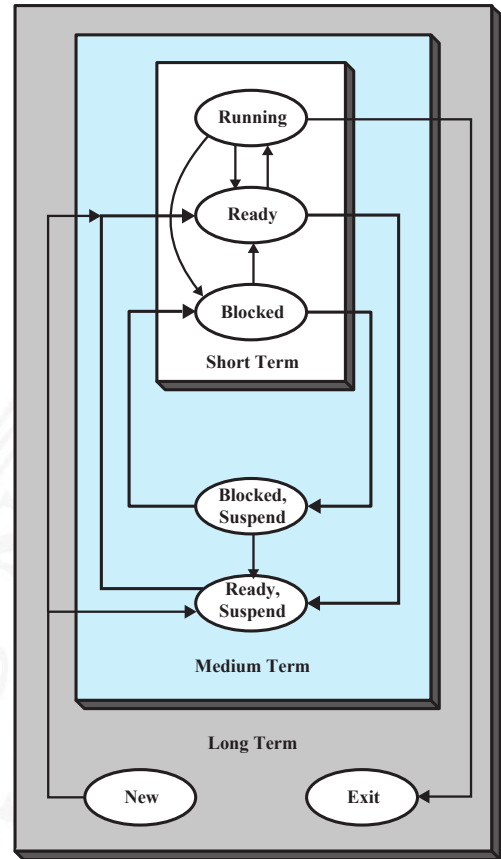 Running
Ready
Blocked
Short Term
Blocked,
Suspend
Ready,
Suspend
Medium Term
Long Term
New
Exit